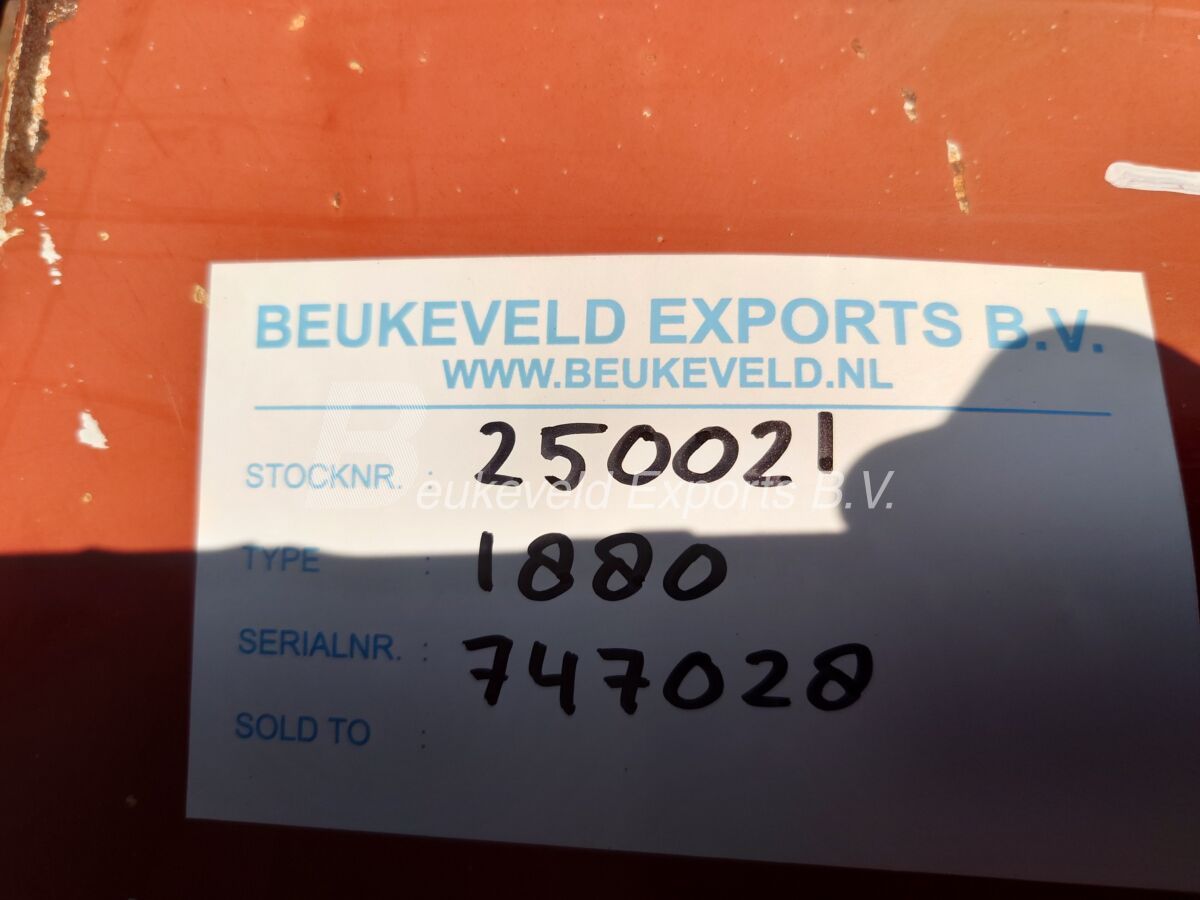 BEUKEVELD EXPORTS B.V.
WWW.BEUKEVELD.NL
STOCKNR. : 250021
Beukeveld Exports B.V.
TYPE : 1880
SERIALNR. : 747028
SOLD TO :